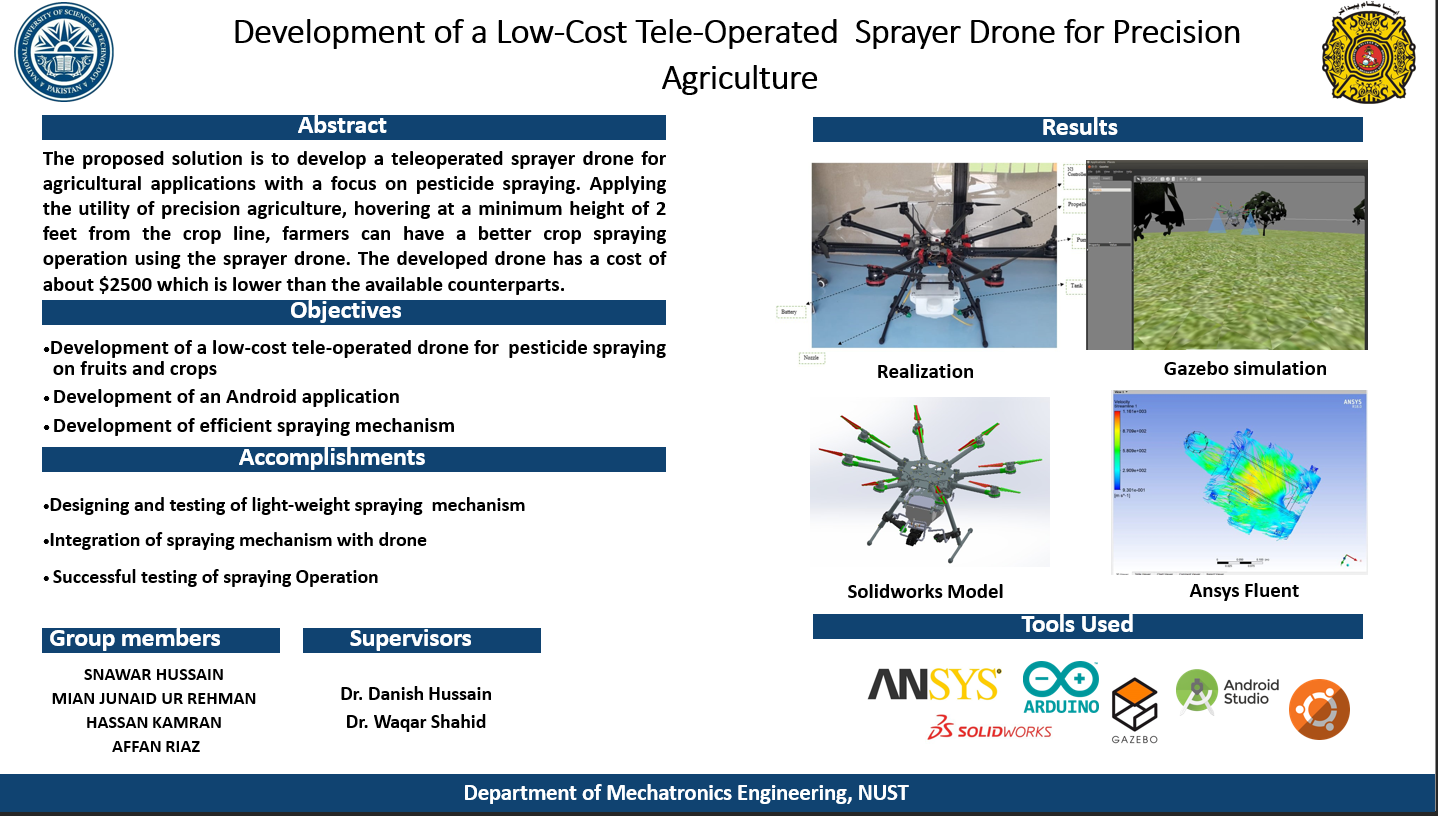 Development of a Low-Cost Tele-Operated Sprayer Drone for Precision
Agriculture
NATIONAL UNIVERSITY OF SCIENCES & TECHNOLOGY
PAKISTAN
Abstract
The proposed solution is to develop a teleoperated sprayer drone for
agricultural applications with a focus on pesticide spraying. Applying
the utility of precision agriculture, hovering at a minimum height of 2
feet from the crop line, farmers can have a better crop spraying
operation using the sprayer drone. The developed drone has a cost of
about $2500 which is lower than the available counterparts.
Objectives
•Development of a low-cost tele-operated drone for pesticide spraying
on fruits and crops
• Development of an Android application
• Development of efficient spraying mechanism
Accomplishments
•Designing and testing of light-weight spraying mechanism
•Integration of spraying mechanism with drone
• Successful testing of spraying Operation
Group members
SNAWAR HUSSAIN
MIAN JUNAID UR REHMAN
HASSAN KAMRAN
AFFAN RIAZ
Supervisors
Dr. Danish Hussain
Dr. Waqar Shahid
Results
Battery
Nozzle
Tank
Realization
Gazebo simulation
Velocity
Streamline 1
ANSYS
Solidworks Model
Ansys Fluent
Tools Used
ANSYS
ARDUINO
SOLIDWORKS
GAZEBO
Android
Studio
Department of Mechatronics Engineering, NUST